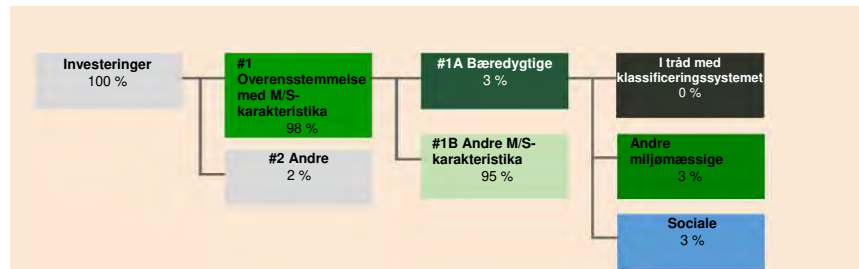 Investeringer
100 %
#1
Overensstemmelse
med M/S-
karakteristika
98 %
#2 Andre
2 %
#1A Bæredygtige
3 %
#1B Andre M/S-
karakteristika
95 %
I tråd med
klassificeringssystemet
0 %
Andre
miljømæssige
3 %
Sociale
3 %